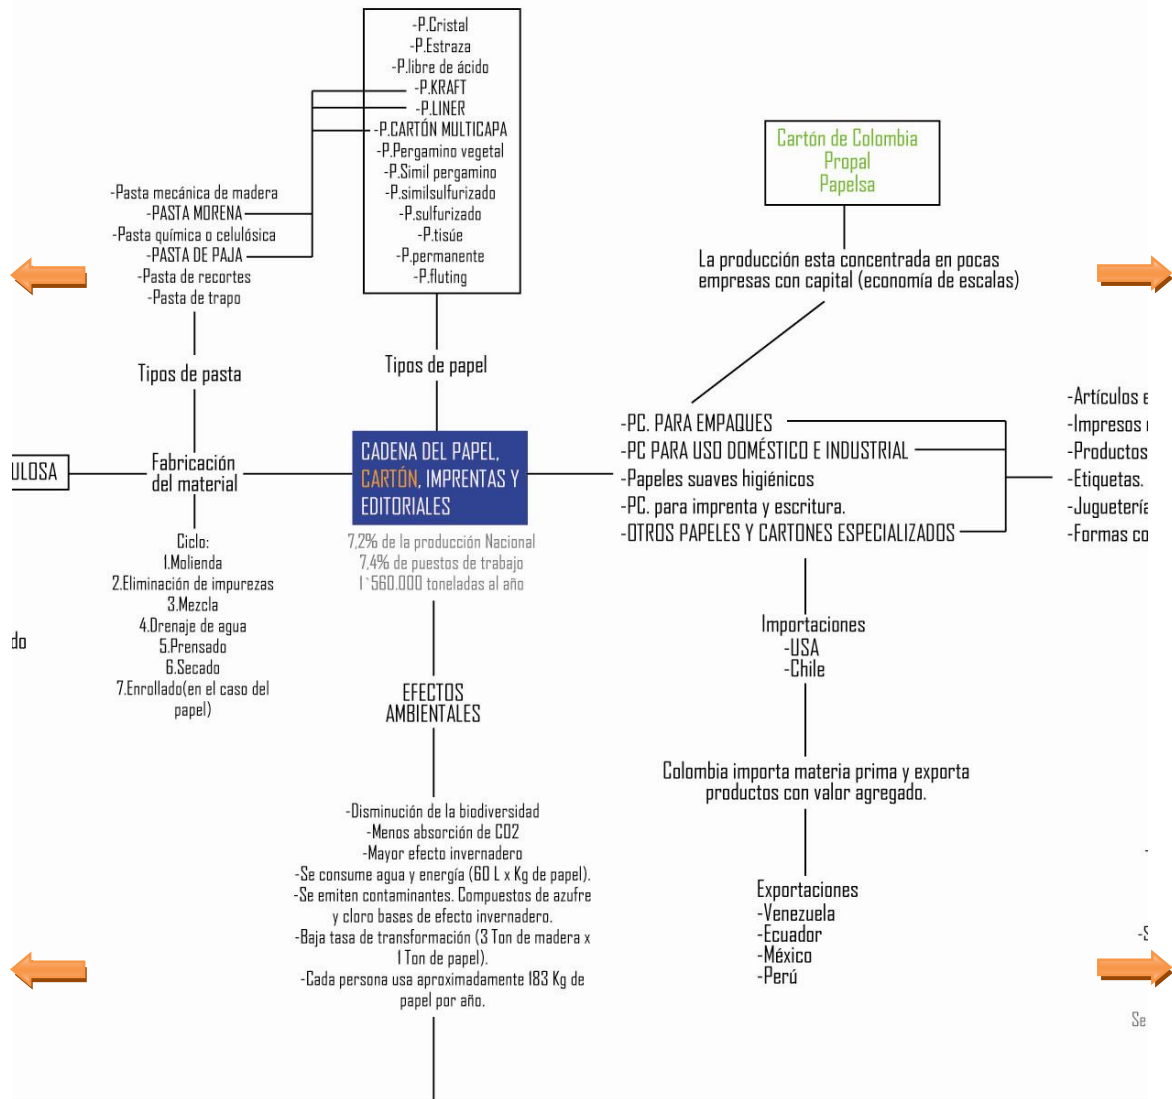 -P.Cristal
-P.Estraza
-P.libre de ácido
-P.KRAFT
-P.LINER
-P.CARTÓN MULTICAPA
-P.Pergamino vegetal
-P.Simil pergamino
-P.similsulfurizado
-P.sulfurizado
-P.tisúe
-P.permanente
-P.fluting
Tipos de papel
-Pasta mecánica de madera
-PASTA MORENA
-Pasta química o celulósica
-PASTA DE PAJA
-Pasta de recortes
-Pasta de trapo
Tipos de pasta
ULOSA
Fabricación
del material
Ciclo:
1.Molienda
2.Eliminación de impurezas
3.Mezcla
4.Drenaje de agua
5.Prensado
6.Secado
7.Enrollado(en el caso del
papel)
do
CADENA DEL PAPEL,
CARTÓN, IMPRENTAS Y
EDITORIALES
7,2% de la producción Nacional
7,4% de puestos de trabajo
1`560.000 toneladas al año
EFECTOS
AMBIENTALES
-Disminución de la biodiversidad
-Menos absorción de CO2
-Mayor efecto invernadero
-Se consume agua y energía (60 L x Kg de papel).
-Se emiten contaminantes. Compuestos de azufre
y cloro bases de efecto invernadero.
-Baja tasa de transformación (3 Ton de madera x
1 Ton de papel).
-Cada persona usa aproximadamente 183 Kg de
papel por año.
Cartón de Colombia
Propal
Papelsa
La producción esta concentrada en pocas
empresas con capital (economía de escalas)
-PC. PARA EMPAQUES
-PC PARA USO DOMÉSTICO E INDUSTRIAL
-Papeles suaves higiénicos
-PC. para imprenta y escritura.
-OTROS PAPELES Y CARTONES ESPECIALIZADOS
Importaciones
-USA
-Chile
Colombia importa materia prima y exporta
productos con valor agregado.
Exportaciones
-Venezuela
-Ecuador
-México
-Perú
-Artículos e
-Impresos
-Productos
-Etiquetas.
-Juguetería
-Formas co
-
-S
Se